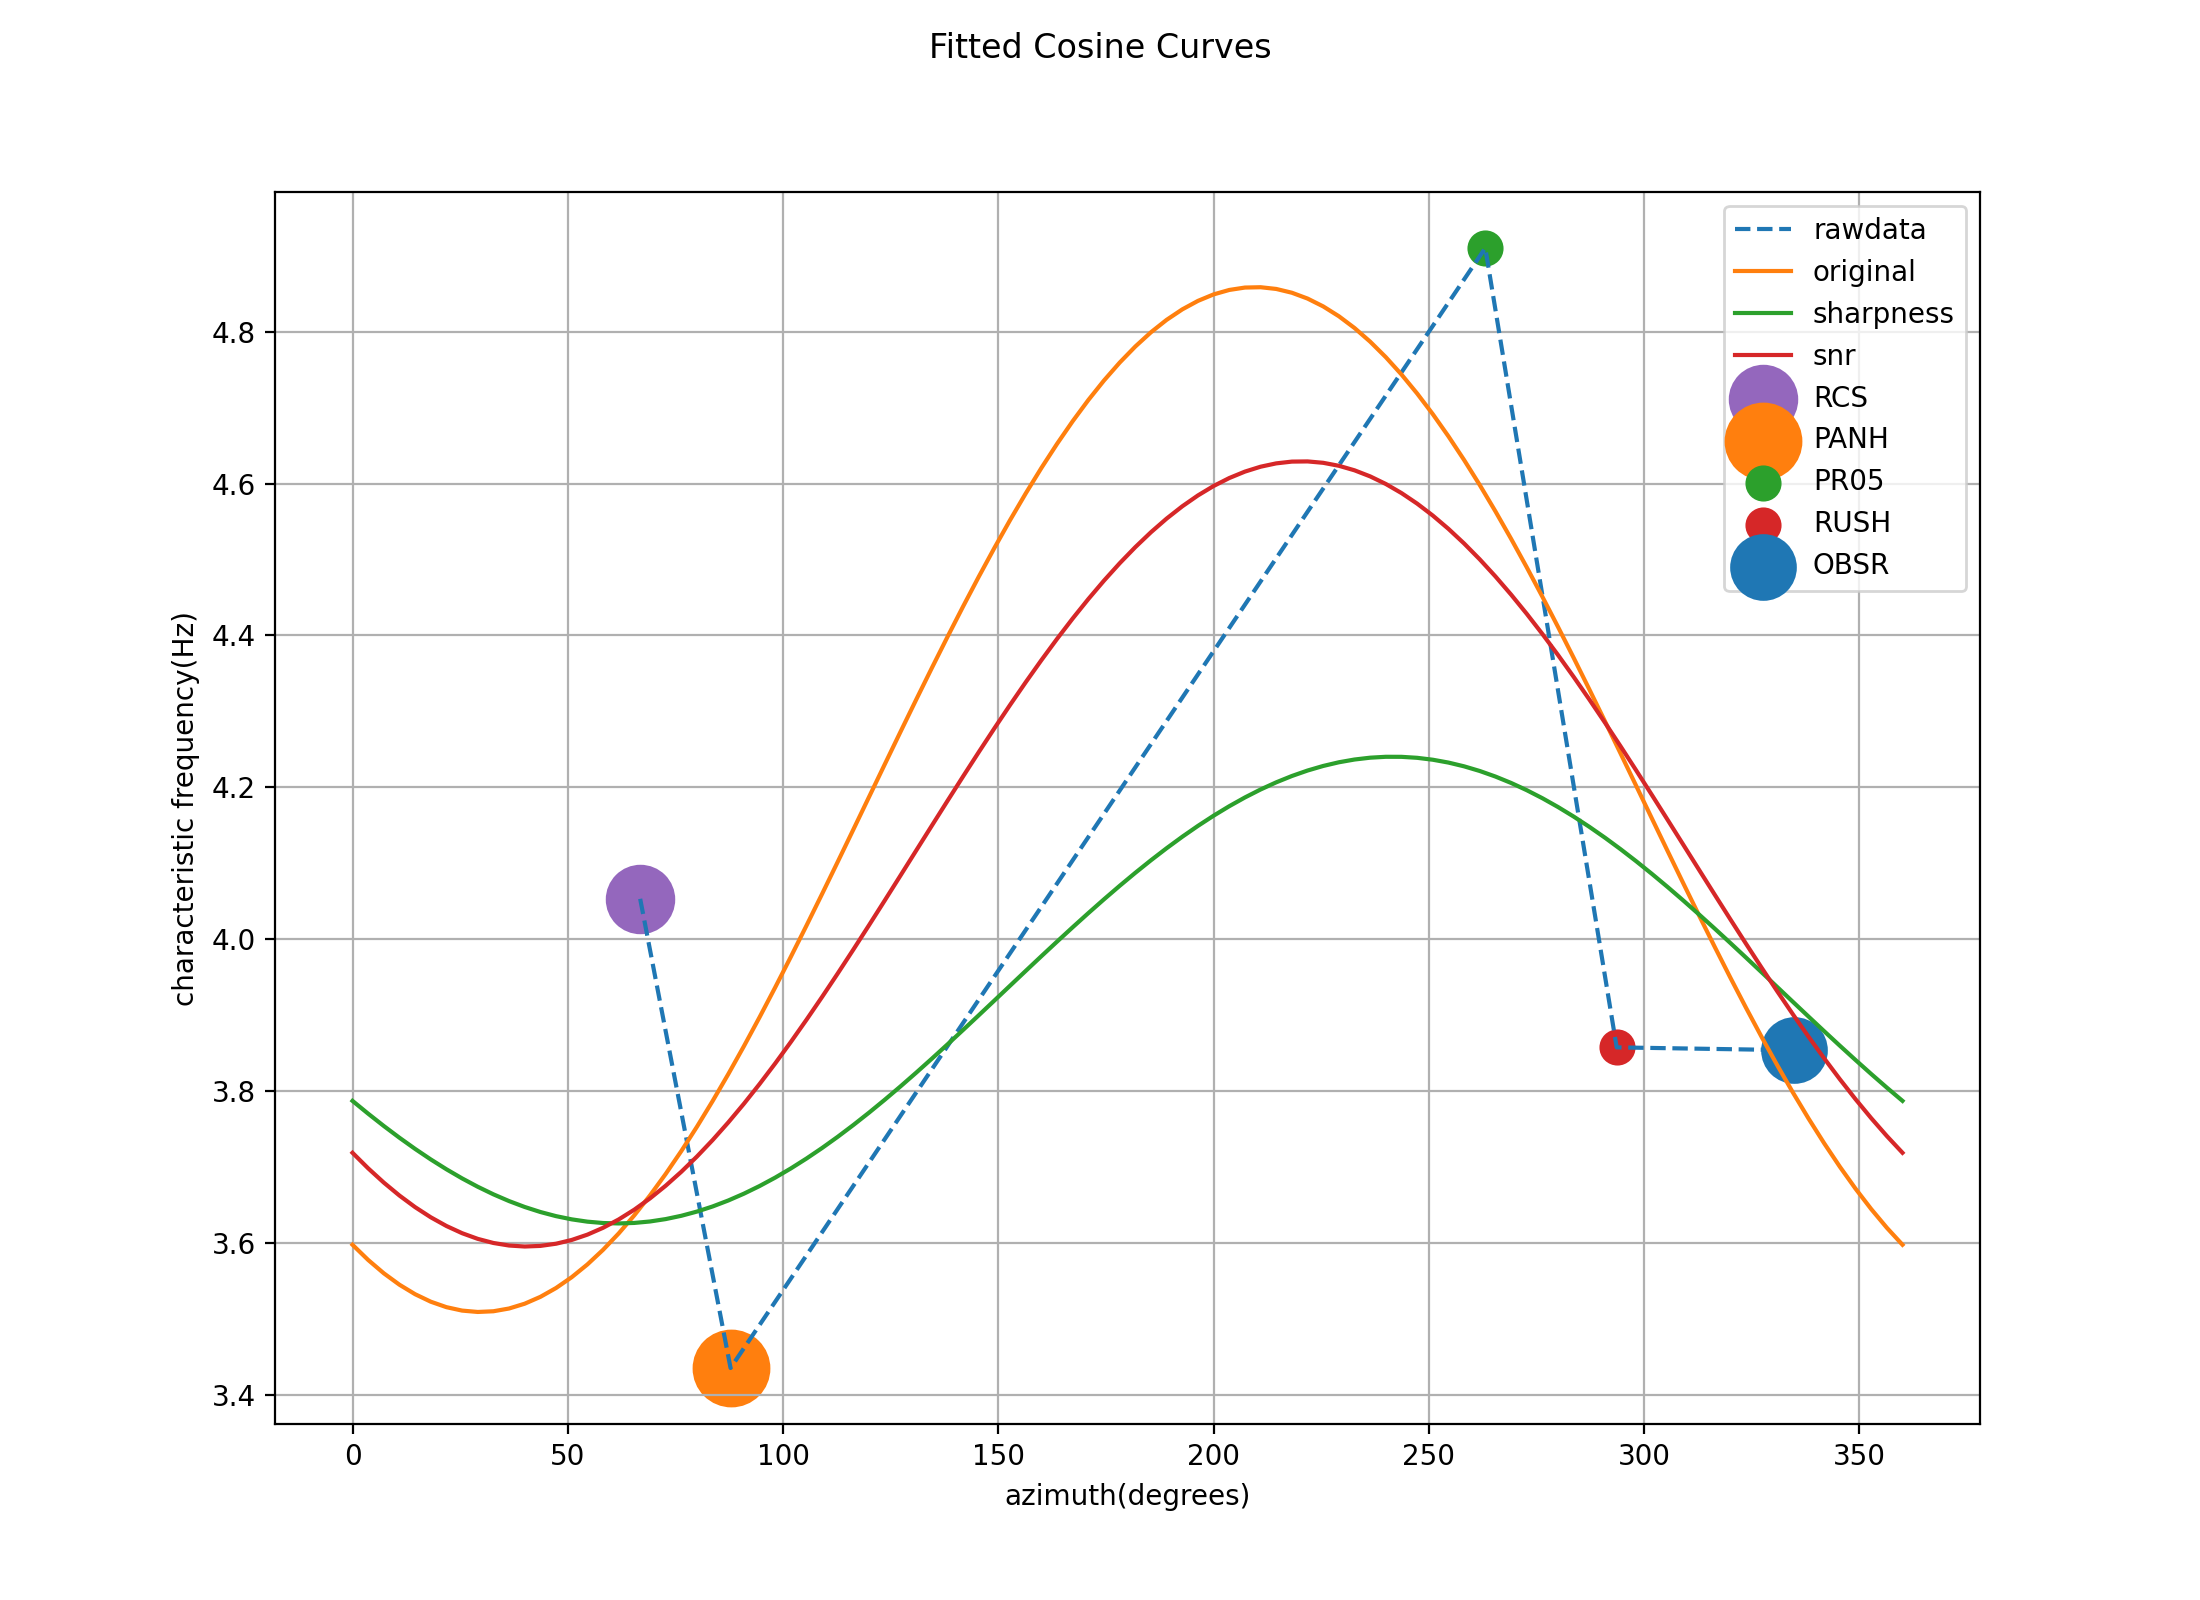 Fitted Cosine Curves
rawdata
original
sharpness
snr
RCS
PANH
PR05
RUSH
OBSR
characteristic frequency(Hz)
4.8
4.6
4.4
4.2
4.0
3.8
3.6
3.4
0 50 100 150 200 250 300 350
azimuth(degrees)